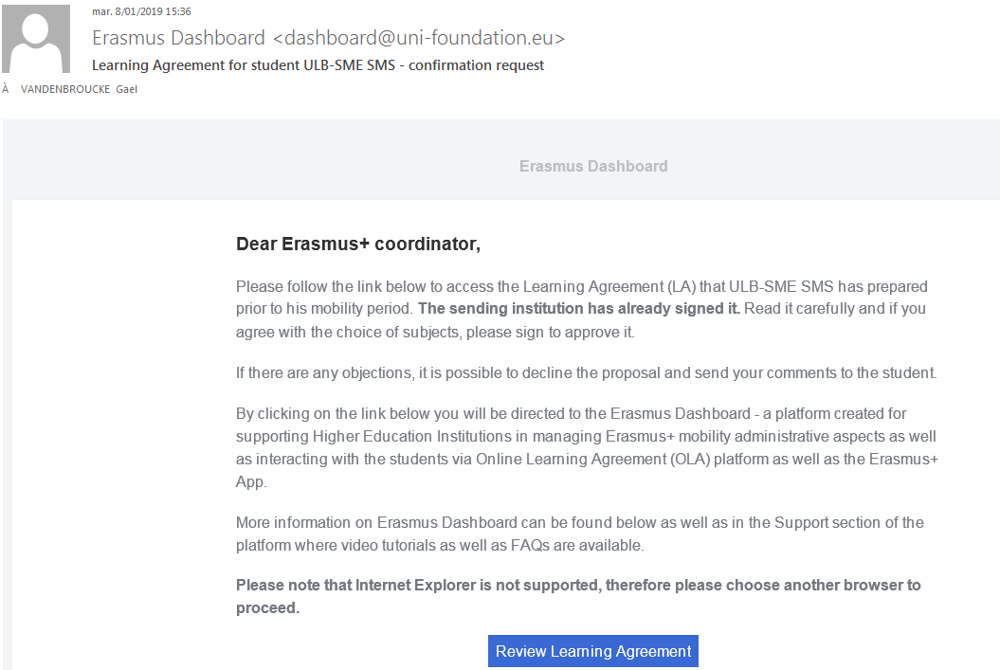 mar. 8/01/2019 15:36
Erasmus Dashboard <dashboard@uni-foundation.eu>
Learning Agreement for student ULB-SME SMS - confirmation request
À VANDENBROUCKE Gael
Erasmus Dashboard
Dear Erasmus+ coordinator,
Please follow the link below to access the Learning Agreement (LA) that ULB-SME SMS has prepared
prior to his mobility period. The sending institution has already signed it. Read it carefully and if you
agree with the choice of subjects, please sign to approve it.
If there are any objections, it is possible to decline the proposal and send your comments to the student.
By clicking on the link below you will be directed to the Erasmus Dashboard - a platform created for
supporting Higher Education Institutions in managing Erasmus+ mobility administrative aspects as well
as interacting with the students via Online Learning Agreement (OLA) platform as well as the Erasmus+
App.
More information on Erasmus Dashboard can be found below as well as in the Support section of the
platform where video tutorials as well as FAQs are available.
Please note that Internet Explorer is not supported, therefore please choose another browser to
proceed.
Review Learning Agreement